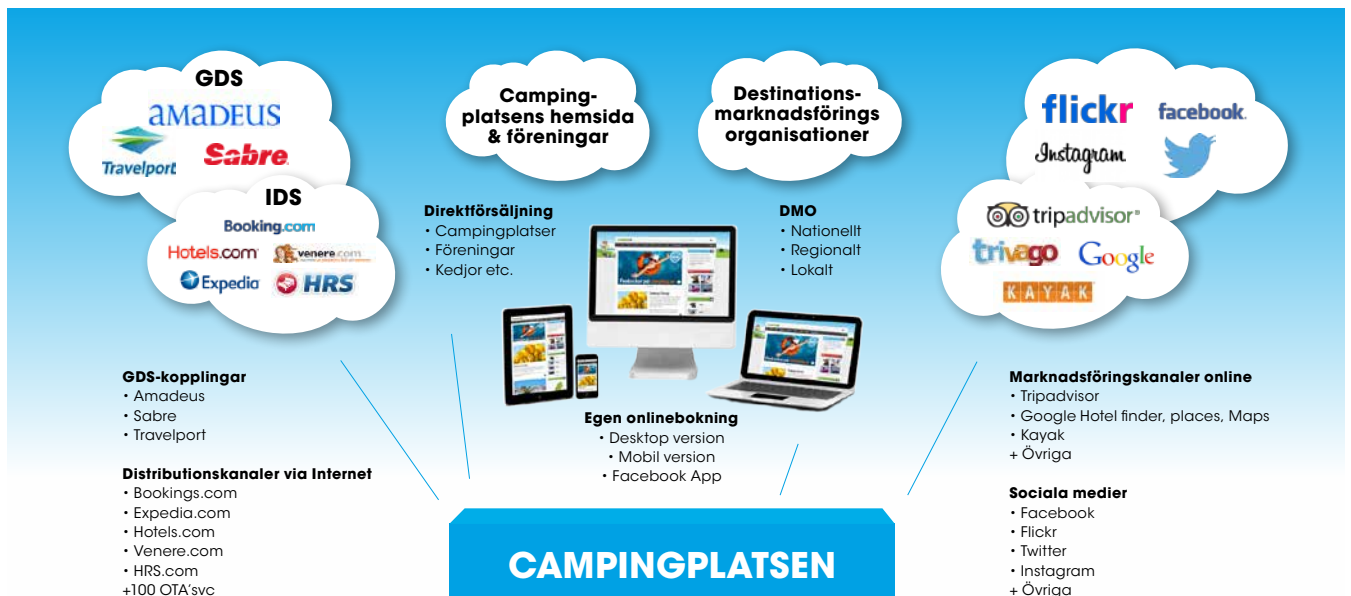 GDS
amadeus
Travelport
Sabre
IDS
Booking.com
Hotels.com
venere.com
Expedia
HRS
GDS-kopplingar
• Amadeus
• Sabre
• Travelport
Distributionskanaler via Internet
• Bookings.com
• Expedia.com
• Hotels.com
• Venere.com
• HRS.com
+100 OTA'svc
Camping-
platsens hemsida
& föreningar
Direktförsäljning
• Campingplatser
• Föreningar
• Kedjor etc.
Destinations-
marknadsförings
organisationer
DMO
• Nationellt
• Regionalt
• Lokalt
Egen onlinebokning
• Desktop version
• Mobil version
• Facebook App
CAMPINGPLATSEN
flickr
facebook.
Instagram
tripadvisor®
trivago
Google
KAYAK
Marknadsföringskanaler online
• Tripadvisor
• Google Hotel finder, places, Maps
• Kayak
+ Övriga
Sociala medier
• Facebook
• Flickr
• Twitter
• Instagram
+ Övriga